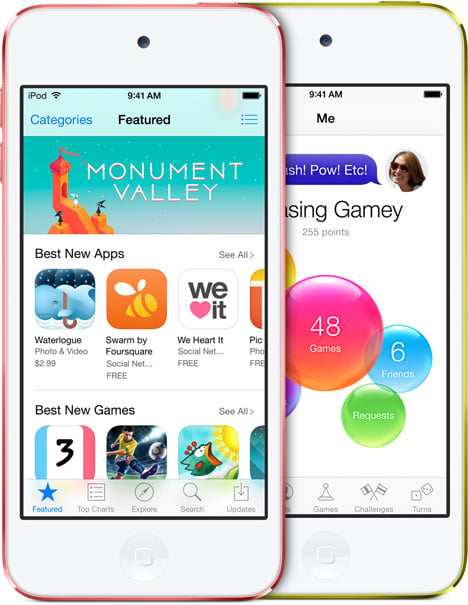 iPod 9:41 AM
Categories Featured
MONUMENT
VALLEY
Best New Apps See All >
we
it
Waterlogue
Photo & Video
$2.99
Swarm by
Foursquare
Social Net...
FREE
We Heart It
Social Net...
FREE
Pic
Phot
FREE
Best New Games See All >
3
Featured Top Charts Explore Search Updates
9:41 AM
Me
ash! Pow! Etc!
asing Gamey
255 points
48
Games
6
Friends
Requests
Games Challenges Turns